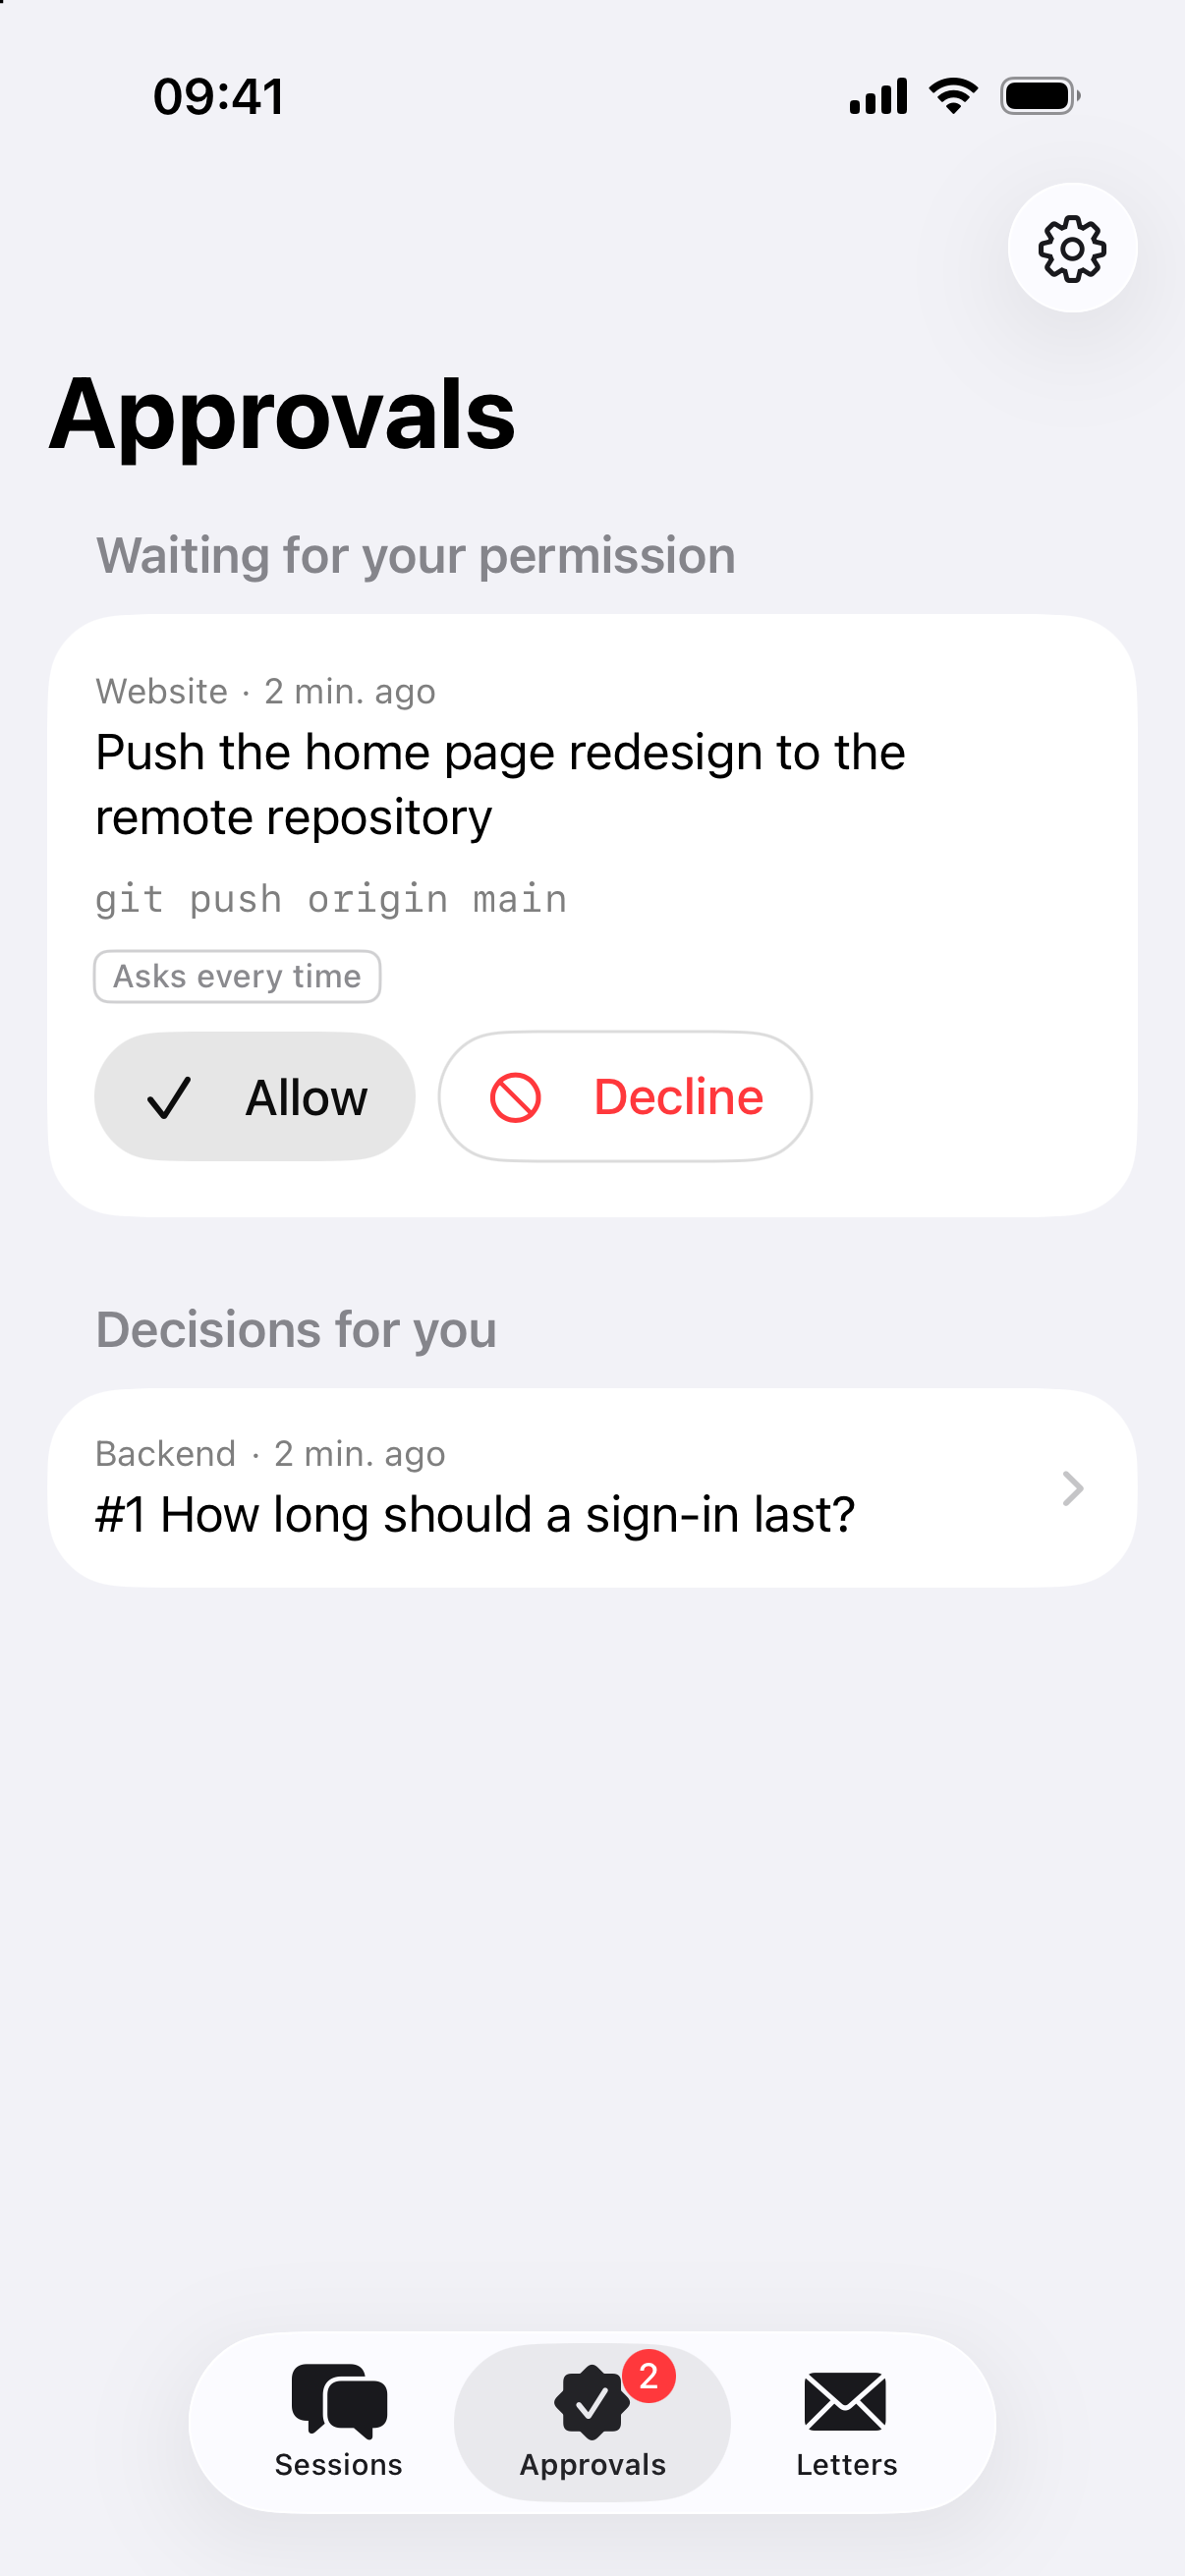 09:41
Approvals
Waiting for your permission
Website · 2 min. ago
Push the home page redesign to the
remote repository
git push origin main
Asks every time
Allow
Decline
Decisions for you
Backend · 2 min. ago
#1 How long should a sign-in last?
2
Sessions
Approvals
Letters